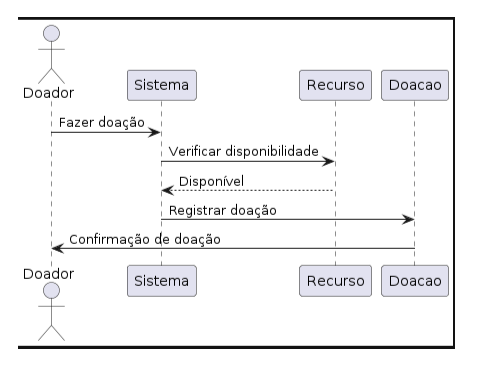 Doador
Sistema
Recurso
Doacao
Fazer doação
Verificar disponibilidade
Disponível
Registrar doação
Confirmação de doação
Doador
Sistema
Recurso
Doacao